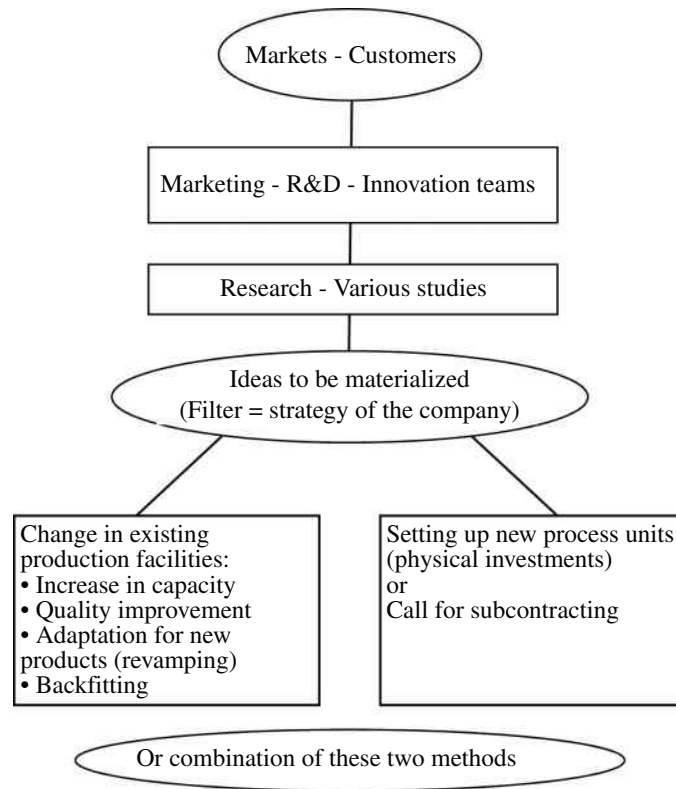 Markets - Customers
Marketing - R&D - Innovation teams
Research - Various studies
Ideas to be materialized
(Filter = strategy of the company)
Change in existing
production facilities:
• Increase in capacity
• Quality improvement
• Adaptation for new
products (revamping)
• Backfitting
Setting up new process units
(physical investments)
or
Call for subcontracting
Or combination of these two methods